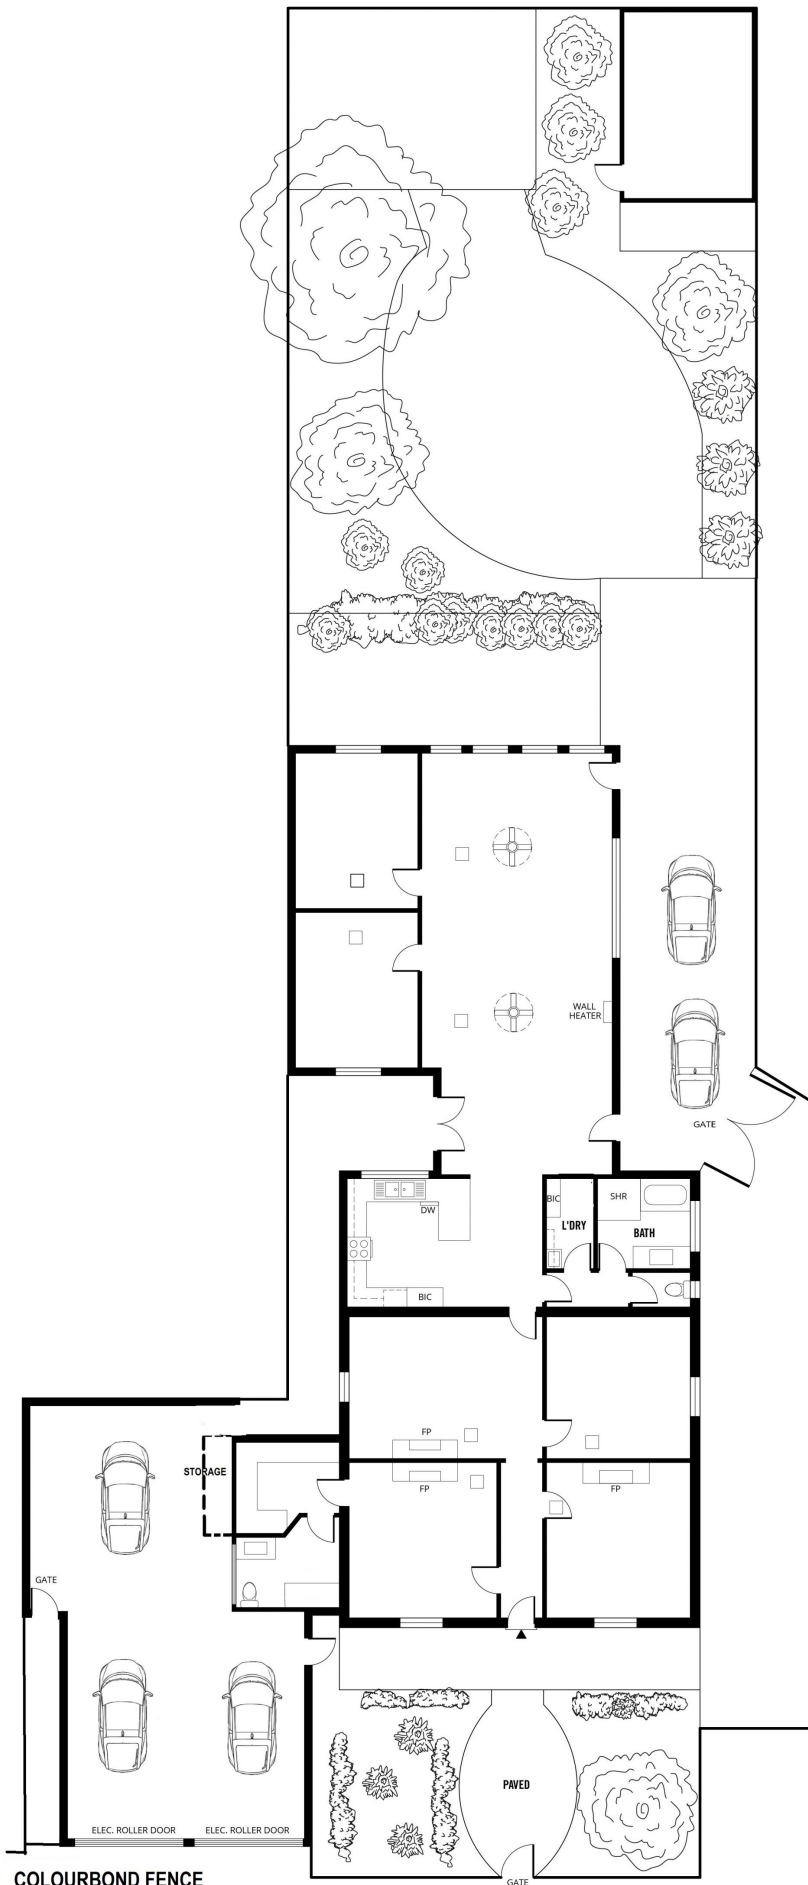 WALL
HEATER
GATE
BIC
SHR
L'DRY
BATH
DW
BIC
FP
STORAGE
FP
FP
GATE
PAVED
ELEC. ROLLER DOOR
ELEC. ROLLER DOOR
COLOURBOND FENCE
GATE